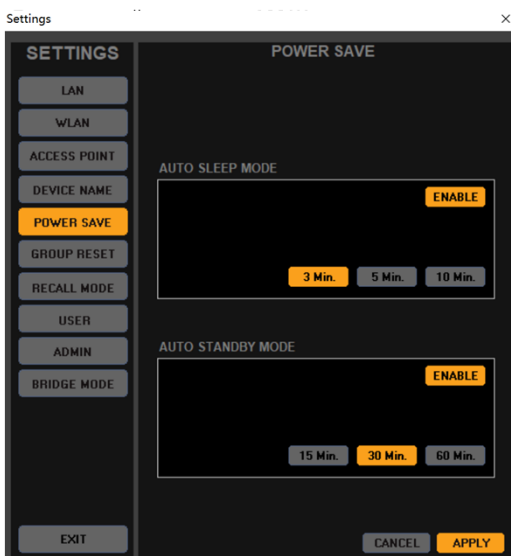 Settings
SETTINGS
LAN
WLAN
ACCESS POINT
DEVICE NAME
POWER SAVE
GROUP RESET
RECALL MODE
USER
ADMIN
BRIDGE MODE
EXIT
POWER SAVE
AUTO SLEEP MODE
ENABLE
3 Min. 5 Min. 10 Min.
AUTO STANDBY MODE
ENABLE
15 Min. 30 Min. 60 Min.
CANCEL APPLY